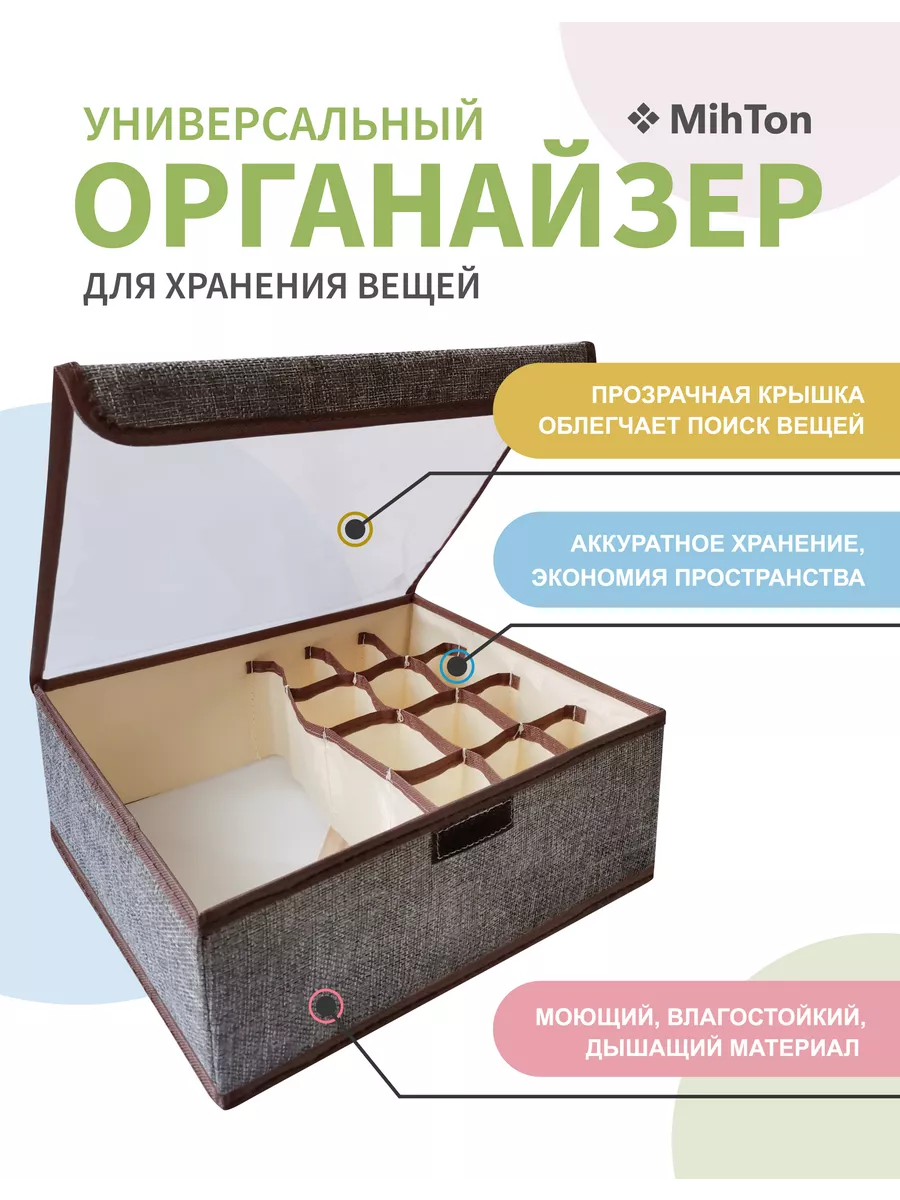 УНИВЕРСАЛЬНЫЙ
MihTon
ОРГАНАЙЗЕР
ДЛЯ ХРАНЕНИЯ ВЕЩЕЙ
ПРОЗРАЧНАЯ КРЫШКА
ОБЛЕГЧАЕТ ПОИСК ВЕЩЕЙ
АККУРАТНОЕ ХРАНЕНИЕ,
ЭКОНОМИЯ ПРОСТРАНСТВА
МОЮЩИЙ, ВЛАГОСТОЙКИЙ,
ДЫШАЩИЙ МАТЕРИАЛ